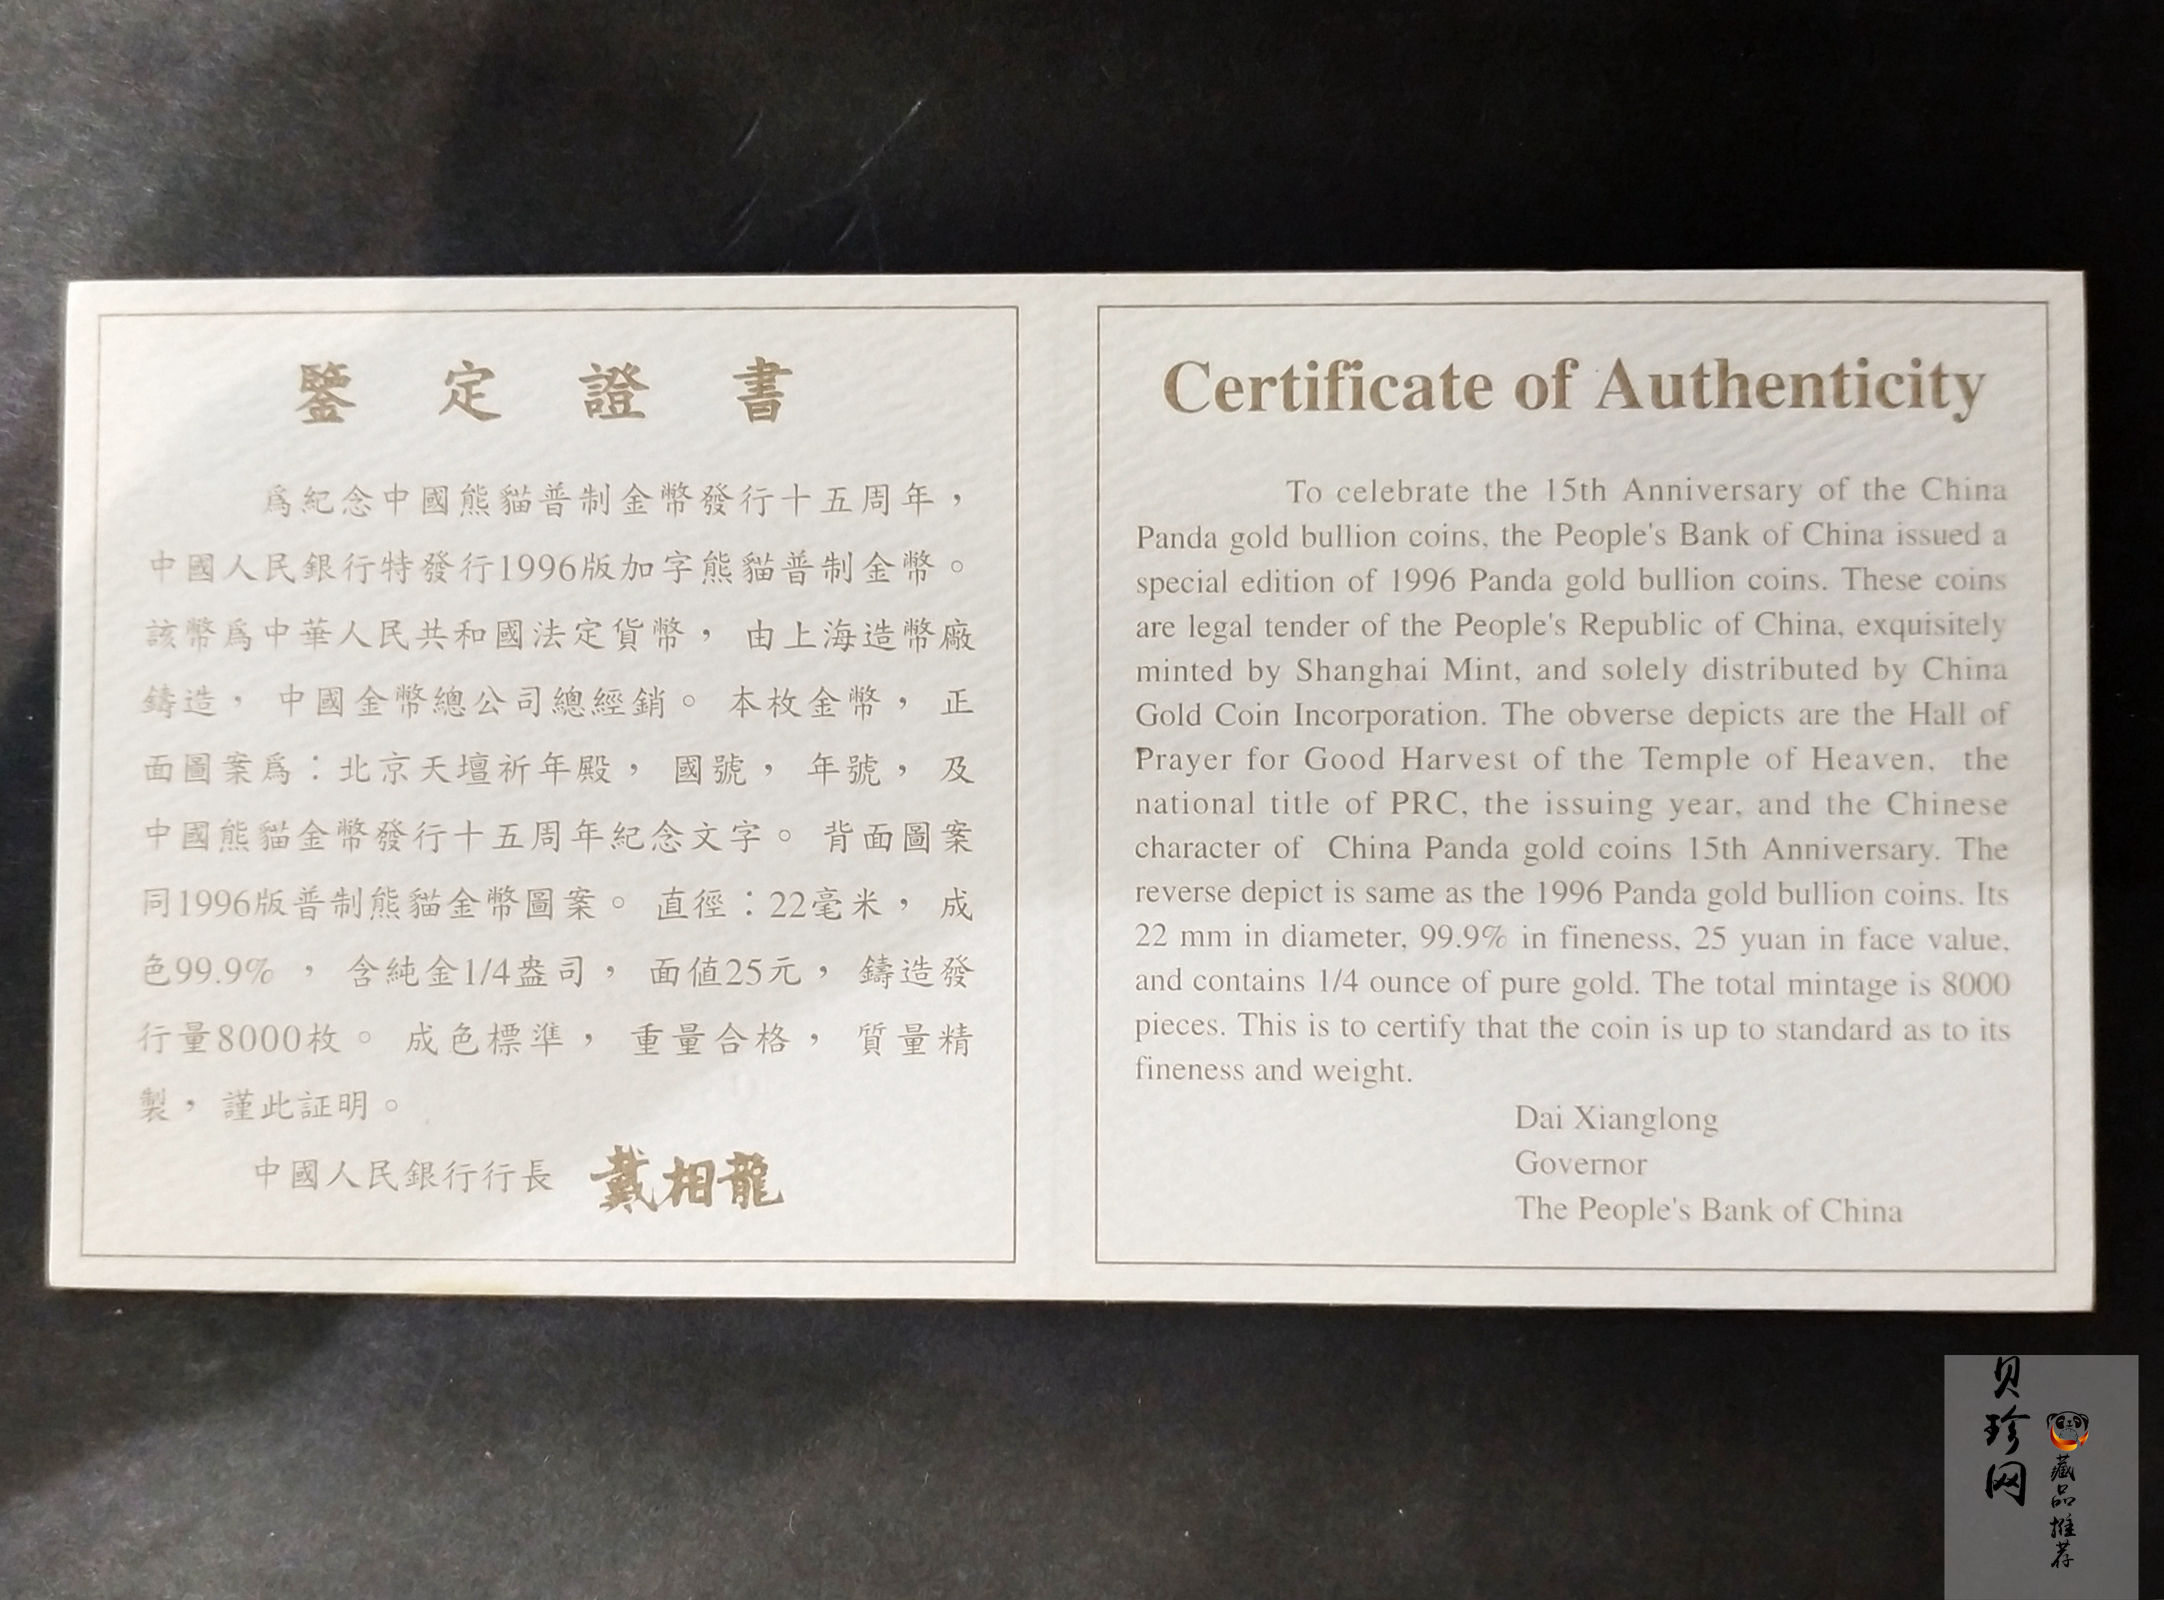 鑒定證書
爲紀念中國熊貓普制金幣發行十五周年，
中國人民銀行特發行1996版加字熊貓普制金幣。
該幣爲中華人民共和國法定貨幣， 由上海造幣廠
鑄造， 中國金幣總公司總經銷。 本枚金幣， 正
面圖案爲：北京天壇祈年殿， 國號， 年號， 及
中國熊貓金幣發行十五周年紀念文字。 背面圖案
同1996版普制熊貓金幣圖案。 直徑：22毫米， 成
色99.9% ， 含純金1/4盎司， 面值25元， 鑄造發
行量8000枚。 成色標準， 重量合格， 質量精
製， 謹此証明。
中國人民銀行行長 戴相龍
Certificate of Authenticity
To celebrate the 15th Anniversary of the China
Panda gold bullion coins, the People's Bank of China issued a
special edition of 1996 Panda gold bullion coins. These coins
are legal tender of the People's Republic of China, exquisitely
minted by Shanghai Mint, and solely distributed by China
Gold Coin Incorporation. The obverse depicts are the Hall of
Prayer for Good Harvest of the Temple of Heaven, the
national title of PRC, the issuing year, and the Chinese
character of China Panda gold coins 15th Anniversary. The
reverse depict is same as the 1996 Panda gold bullion coins. Its
22 mm in diameter, 99.9% in fineness, 25 yuan in face value,
and contains 1/4 ounce of pure gold. The total mintage is 8000
pieces. This is to certify that the coin is up to standard as to its
fineness and weight.
Dai Xianglong
Governor
The People's Bank of China
贝珍网
藏品推荐